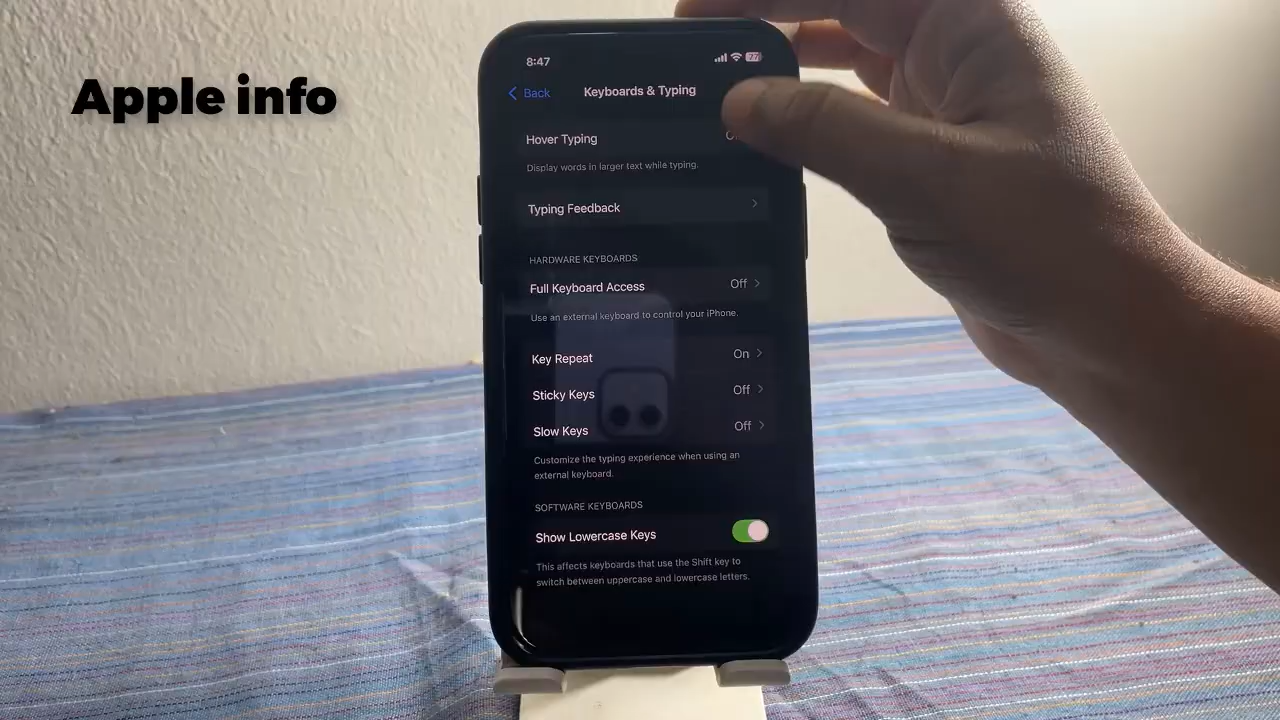 Apple info
8:47
77
Back
Keyboards & Typing
Hover Typing
Display words in larger text while typing.
Typing Feedback
HARDWARE KEYBOARDS
Full Keyboard Access Off
Use an external keyboard to control your iPhone.
Key Repeat On
Sticky Keys Off
Slow Keys Off
Customize the typing experience when using an
external keyboard.
SOFTWARE KEYBOARDS
Show Lowercase Keys
This affects keyboards that use the Shift key to
switch between uppercase and lowercase letters.